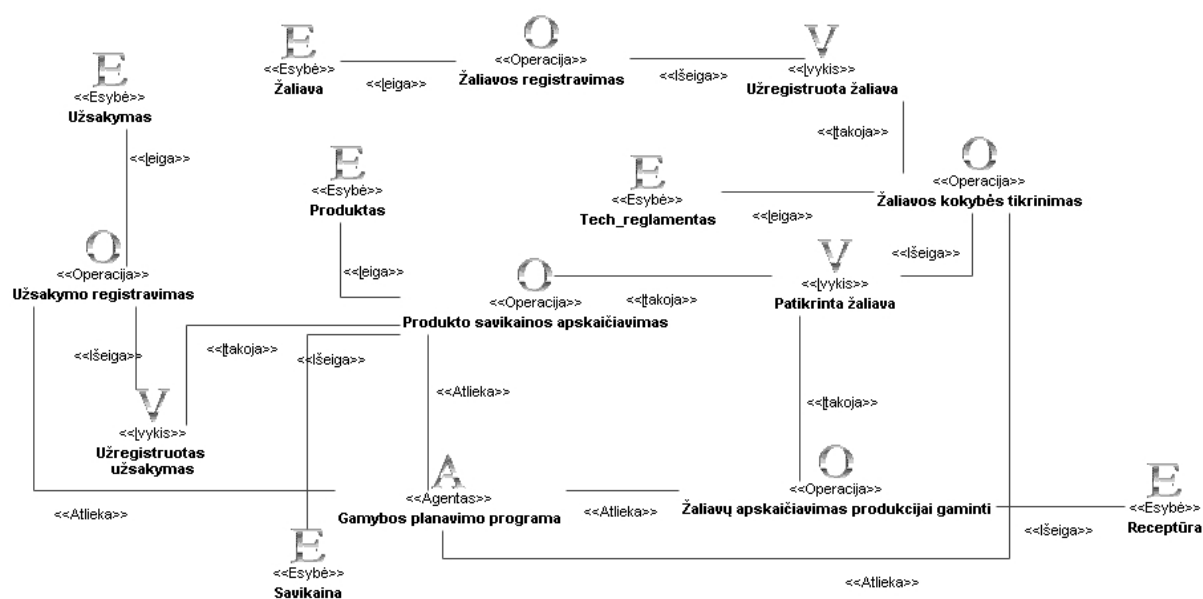 E
<<Esybė>>
Užsakymas
<<Įeiga>>
E
<<Esybė>>
Žaliava
<<Įeiga>>
O
<<Operacija>>
Žaliavos registravimas
<<Išeiga>>
V
<<Įvykis>>
Užregistruota žaliava
<<Įtakoja>>
E
<<Esybė>>
Produktas
<<Įeiga>>
E
<<Esybė>>
Tech_reglamentas
<<Įeiga>>
O
<<Operacija>>
Žaliavos kokybės tikrinimas
<<Išeiga>>
O
<<Operacija>>
Užsakymo registravimas
<<Išeiga>>
O
<<Operacija>>
Produkto savikainos apskaičiavimas
<<Įtakoja>>
V
<<Įvykis>>
Patikrinta žaliava
<<Įtakoja>>
<<Išeiga>>
<<Atlieka>>
<<Įtakoja>>
V
<<Įvykis>>
Užregistruotas
užsakymas
<<Atlieka>>
A
<<Agentas>>
Gamybos planavimo programa
<<Atlieka>>
O
<<Operacija>>
Žaliavų apskaičiavimas produkcijai gaminti
<<Išeiga>>
E
<<Esybė>>
Receptūra
E
<<Esybė>>
Savikaina
<<Atlieka>>